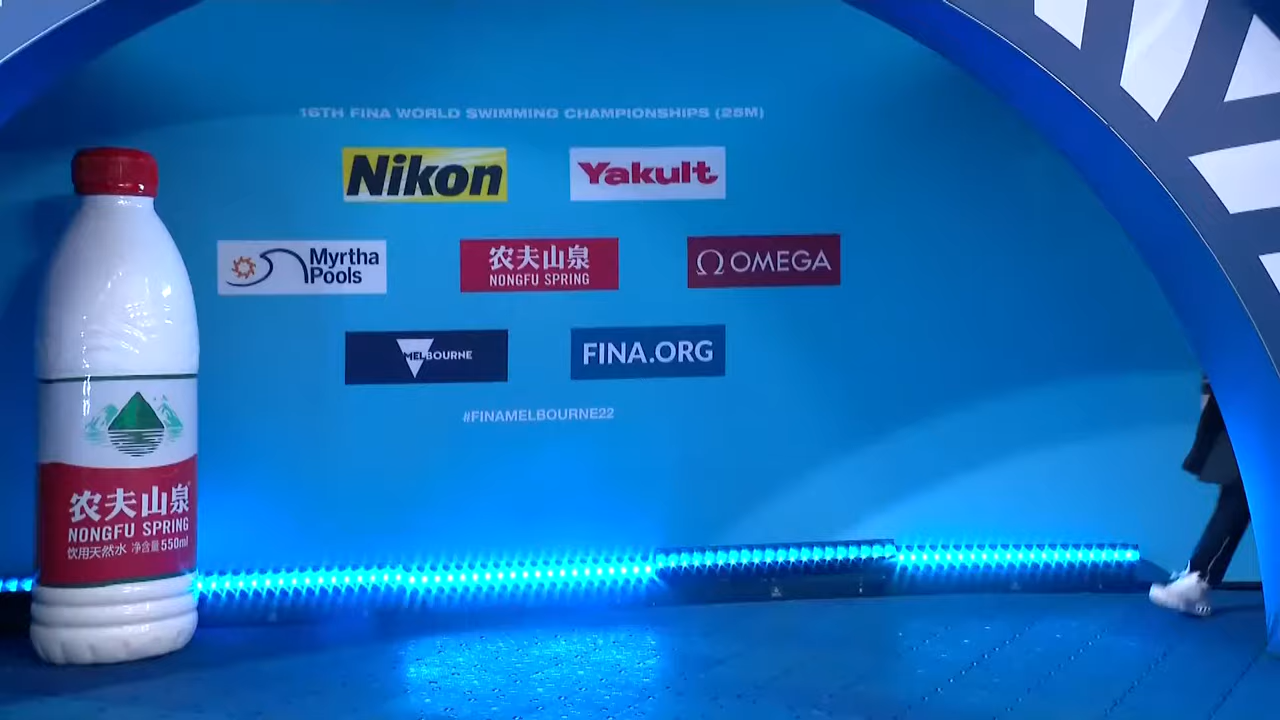 16TH FINA WORLD SWIMMING CHAMPIONSHIPS (25M)
Nikon
Yakult
Myrtha
Pools
农夫山泉
NONGFU SPRING
OMEGA
MELBOURNE
FINA.ORG
#FINAMELBOURNE22
农夫山泉
NONGFU SPRING
饮用天然水 净含量550ml